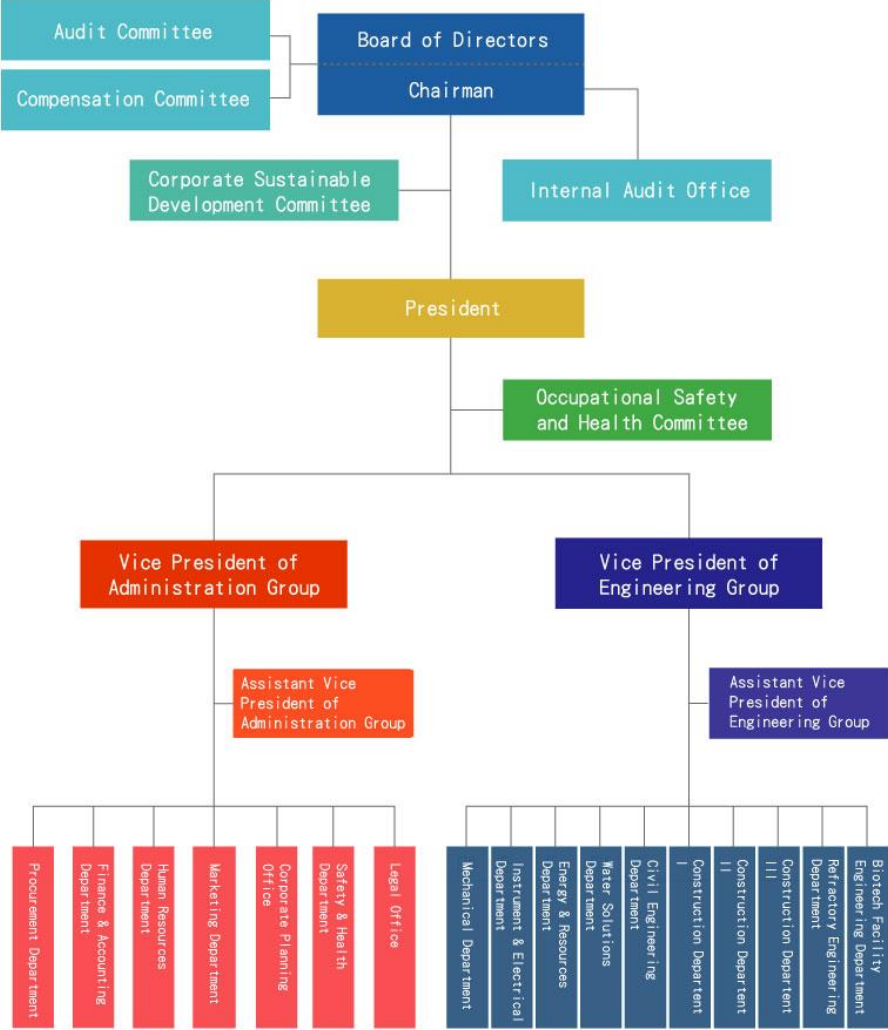 Audit Committee
Compensation Committee
Board of Directors
Chairman
Corporate Sustainable
Development Committee
Internal Audit Office
President
Occupational Safety
and Health Committee
Vice President of
Administration Group
Vice President of
Engineering Group
Assistant Vice
President of
Administration Group
Assistant Vice
President of
Engineering Group
Procurement Department
Finance & Accounting
Department
Human Resources
Department
Marketing Department
Corporate Planning
Office
Safety & Health
Department
Legal Office
Mechanical Department
Instrument & Electrical
Department
Energy & Resources
Department
Water Solutions
Department
Civil Engineering
Department
Construction Departent
I
Construction Departent
II
Construction Departent
III
Refractory Engineering
Department
Biotech Facility
Engineering Department